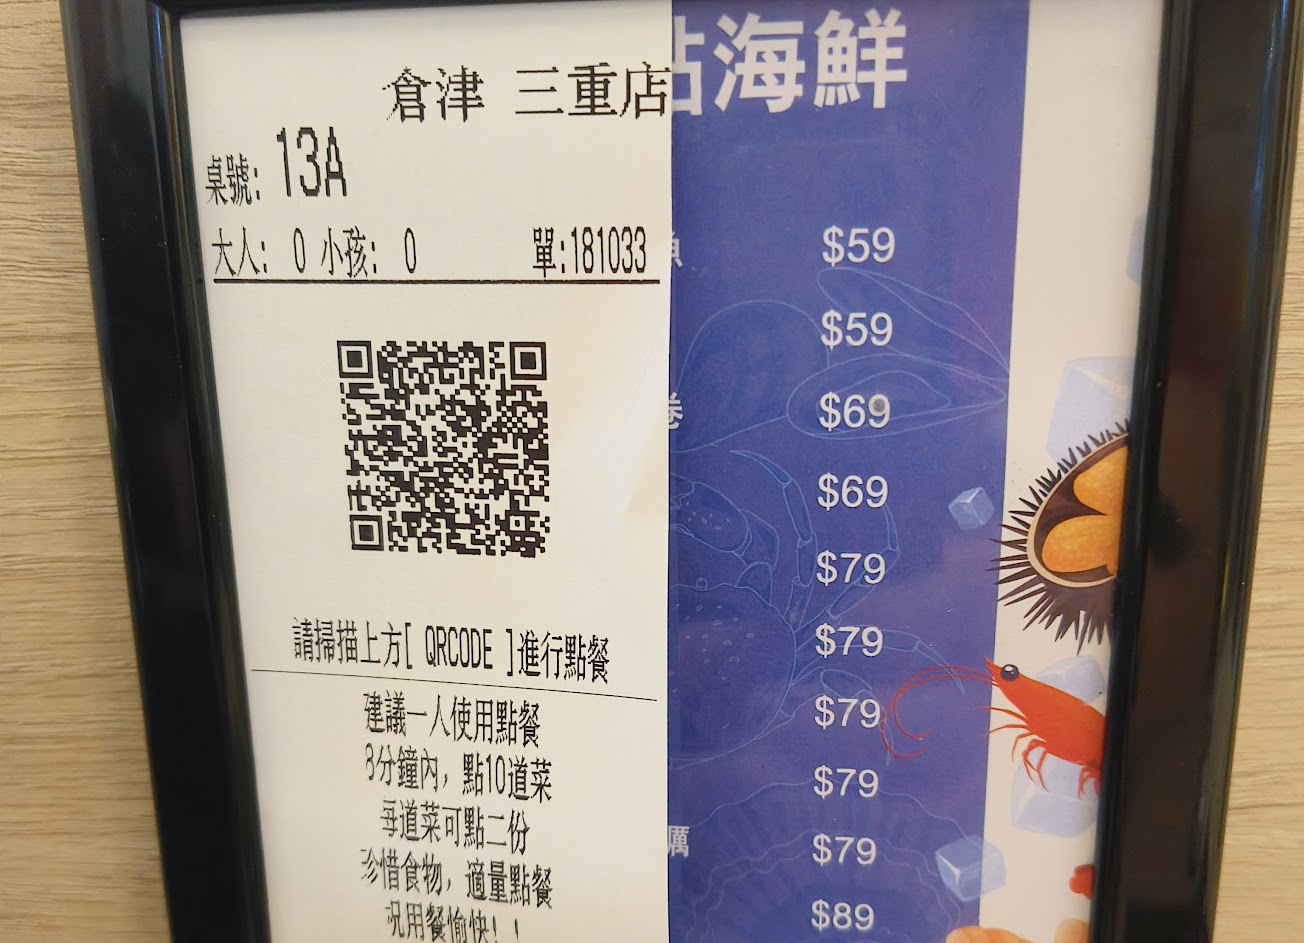 倉津 三重店
桌號: 13A
大人: 0 小孩: 0 單:181033
請掃描上方[ QRCODE ]進行點餐
建議一人使用點餐
8分鐘內，點10道菜
每道菜可點二份
珍惜食物，適量點餐
祝用餐愉快！！
點海鮮
$59
$59
卷 $69
$69
$79
$79
$79
$79
$79
$89